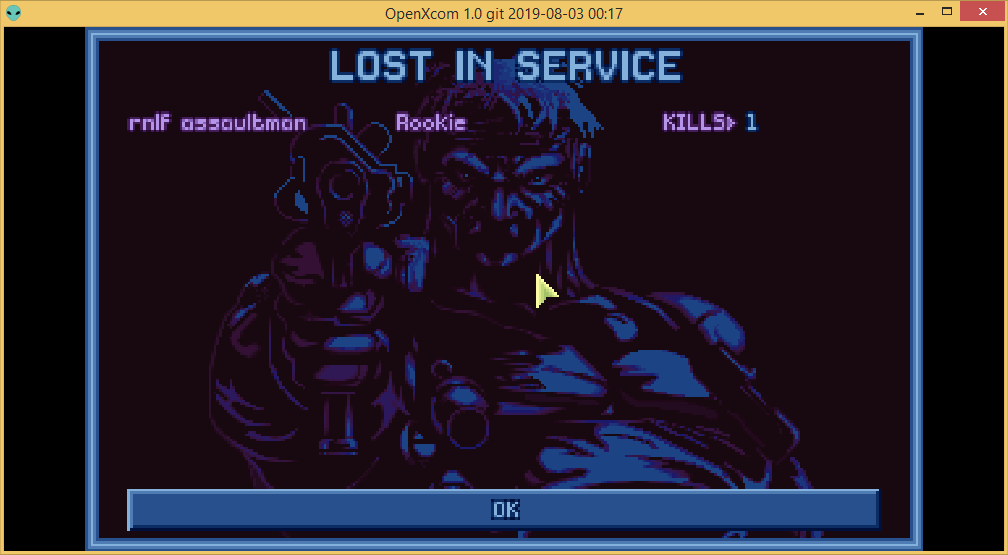 OpenXcom 1.0 git 2019-08-03 00:17
LOST IN SERVICE
rnlf assaultman Rookie KILLS> 1
OK